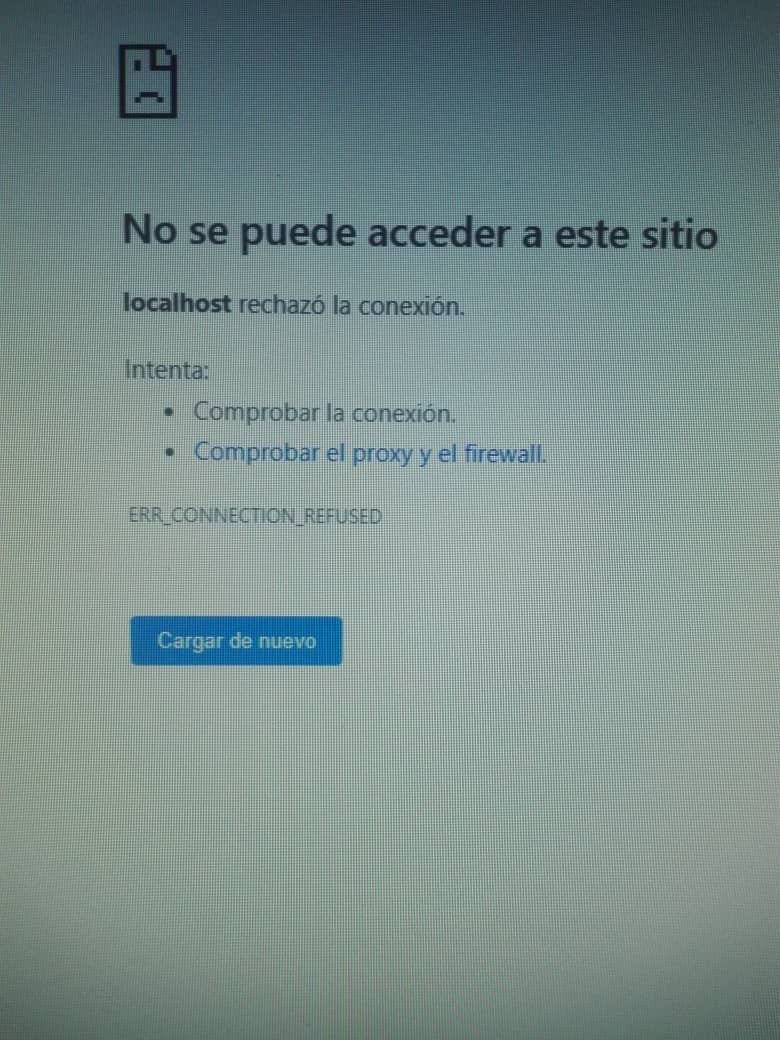 No se puede acceder a este sitio
localhost rechazó la conexión.
Intenta:
• Comprobar la conexión.
• Comprobar el proxy y el firewall.
ERR_CONNECTION_REFUSED
Cargar de nuevo